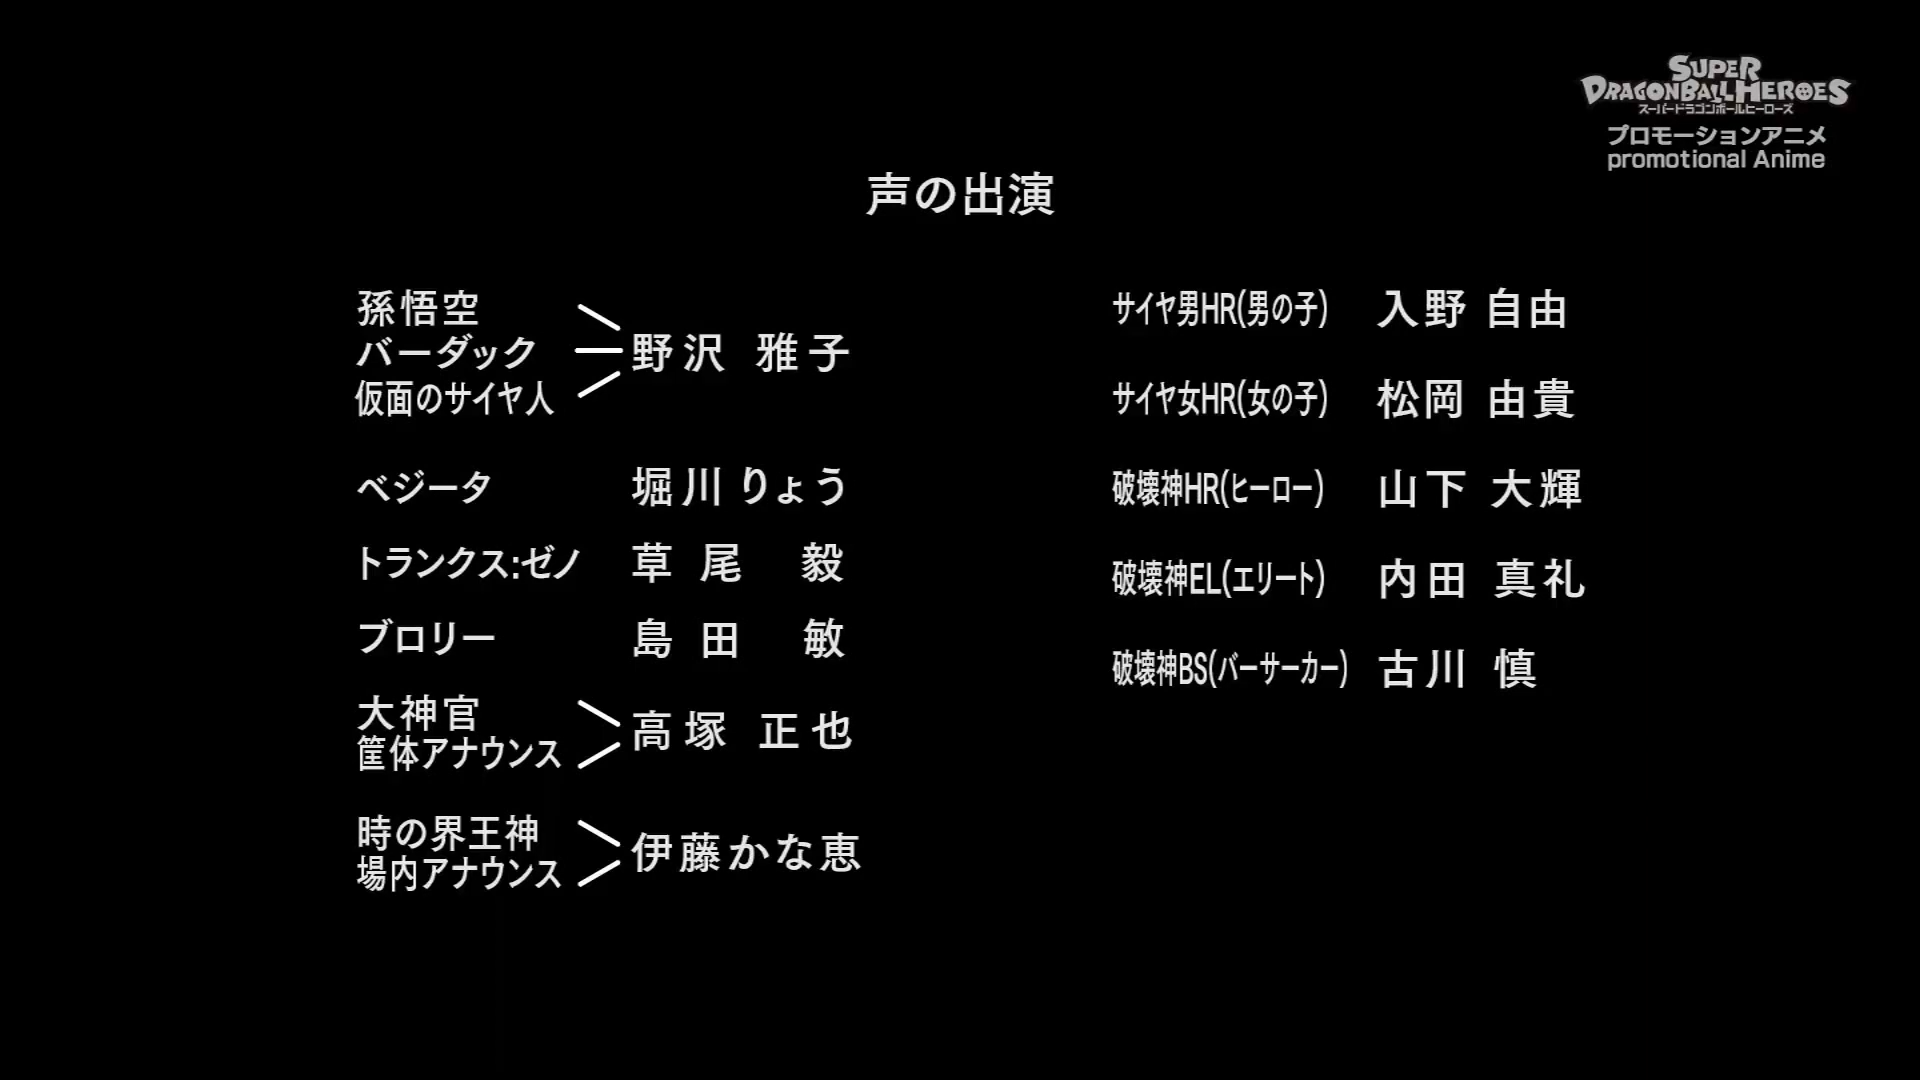 SUPER
DRAGONBALL HEROES
スーパードラゴンボールヒーローズ
プロモーションアニメ
promotional Anime
声の出演
孫悟空
バーダック
仮面のサイヤ人
野沢 雅子
ベジータ 堀川りょう
トランクス:ゼノ 草尾 毅
ブロリー 島田 敏
大神官
筐体アナウンス
高塚 正也
時の界王神
場内アナウンス
伊藤かな恵
サイヤ男HR(男の子) 入野 自由
サイヤ女HR(女の子) 松岡 由貴
破壊神HR(ヒーロー) 山下 大輝
破壊神EL(エリート) 内田 真礼
破壊神BS(バーサーカー) 古川 慎